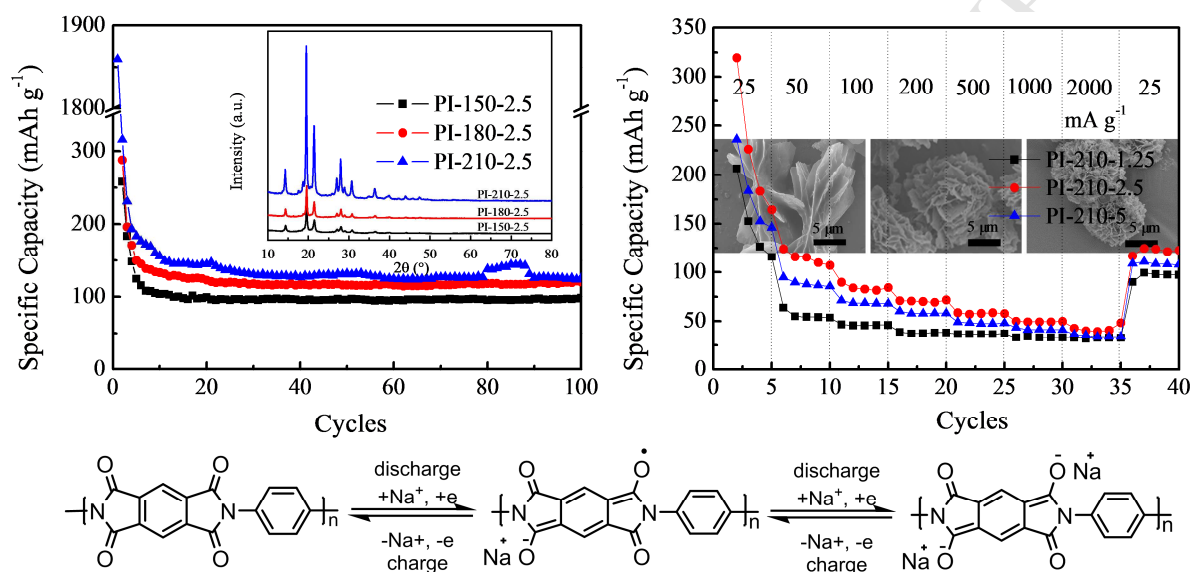 1900
1800
300
200
100
0
0 20 40 60 80 100
Specific Capacity (mAh g-1)
Cycles
PI-150-2.5
PI-180-2.5
PI-210-2.5
Intensity (a.u.)
PI-210-2.5
PI-180-2.5
PI-150-2.5
10 20 30 40 50 60 70 80
2θ (°)
350
300
250
200
150
100
50
0
0 5 10 15 20 25 30 35 40
Specific Capacity (mAh g-1)
Cycles
25 50 100 200 500 1000 2000 25
mA g-1
PI-210-1.25
PI-210-2.5
PI-210-5
5 μm 5 μm 5 μm
O O O O N N n
discharge
+Na+, +e
-Na+, -e
charge
O O• N N n Na+ O- O
discharge
+Na+, +e
-Na+, -e
charge
O O- Na+ N N n Na+ O- O